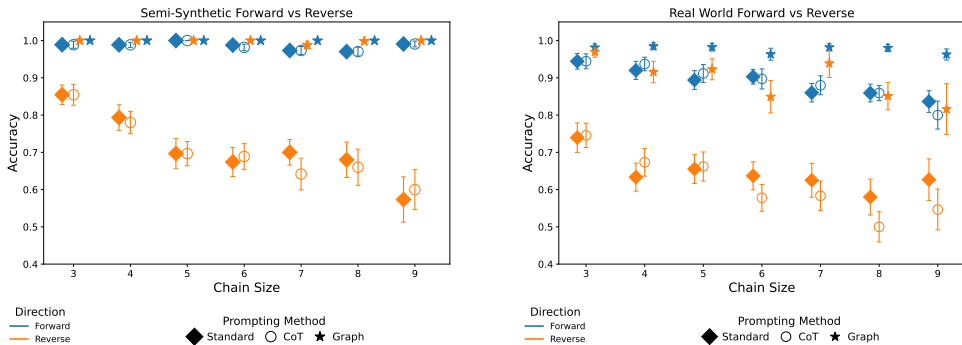 Semi-Synthetic Forward vs Reverse
1.0
0.9
0.8
0.7
0.6
0.5
0.4
Accuracy
3 4 5 6 7 8 9
Chain Size
Direction
Forward
Reverse
Prompting Method
Standard CoT Graph
Real World Forward vs Reverse
1.0
0.9
0.8
0.7
0.6
0.5
0.4
Accuracy
3 4 5 6 7 8 9
Chain Size
Direction
Forward
Reverse
Prompting Method
Standard CoT Graph